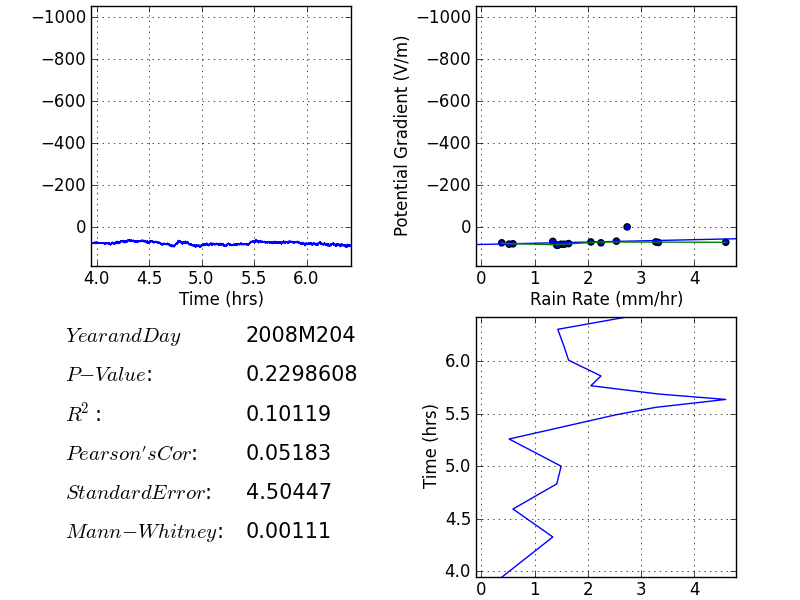 −1000
−800
−600
−400
−200
0
4.0 4.5 5.0 5.5 6.0
Time (hrs)
Potential Gradient (V/m)
−1000
−800
−600
−400
−200
0
0 1 2 3 4
Rain Rate (mm/hr)
YearandDay 2008M204
P−Value: 0.2298608
R² : 0.10119
Pearson'sCor: 0.05183
StandardError: 4.50447
Mann−Whitney: 0.00111
Time (hrs)
6.0
5.5
5.0
4.5
4.0
0 1 2 3 4